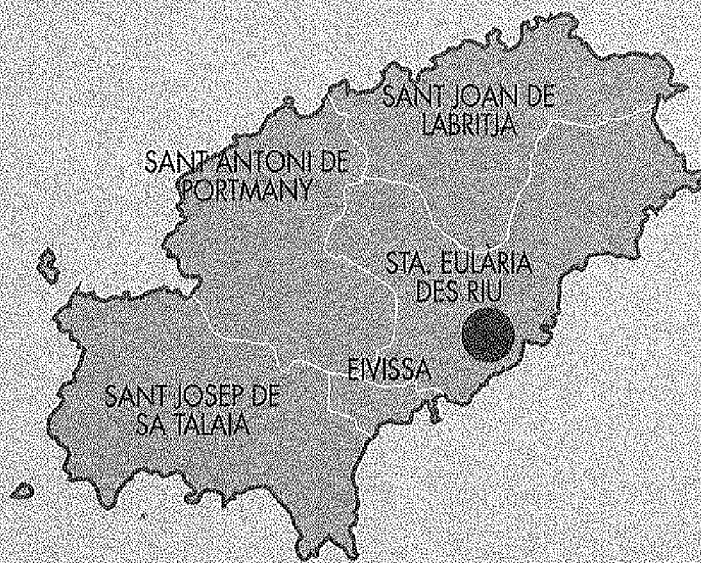 SANT JOAN DE
LABRITJA
SANT ANTONI DE
PORTMANY
STA. EULÀRIA
DES RIU
EIVISSA
SANT JOSEP DE
SA TALAIA